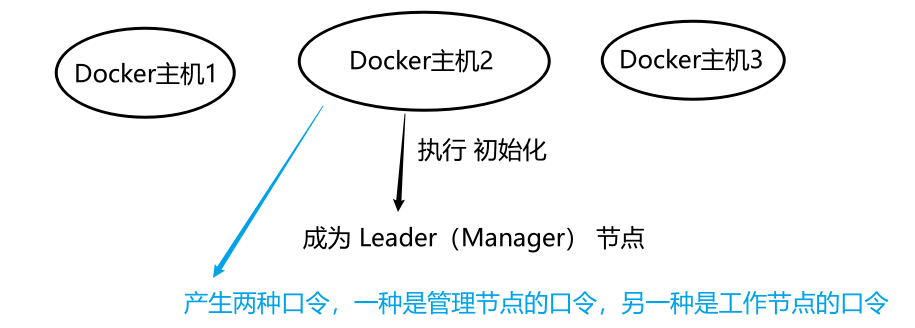 Docker主机1
Docker主机2
Docker主机3
执行 初始化
成为 Leader（Manager） 节点
产生两种口令，一种是管理节点的口令，另一种是工作节点的口令